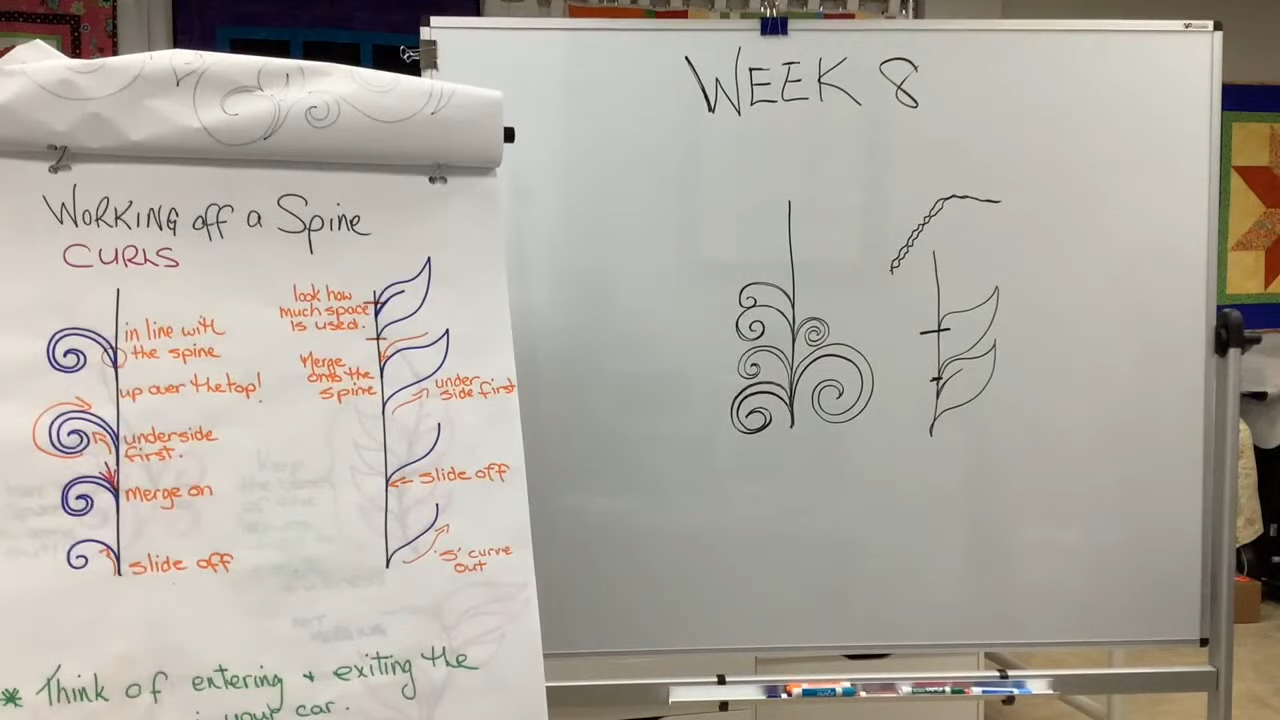 WEEK 8
WORKING off a Spine
CURLS
in line with
the spine
up over the top!
underside
first.
Merge on
slide off
look how
much space
is used.
Merge
onto the
spine
under
side first
slide off
'S' curve
out
* Think of entering + exiting the
in your car.